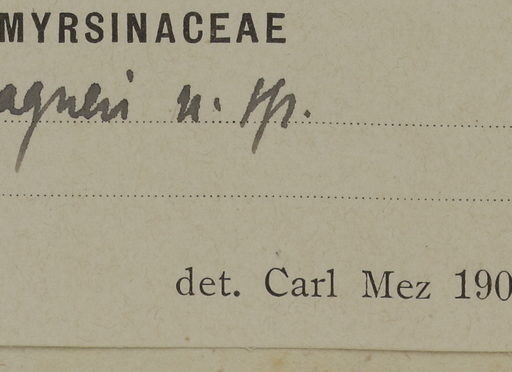 MYRSINACEAE
agneri n. sp.
det. Carl Mez 190